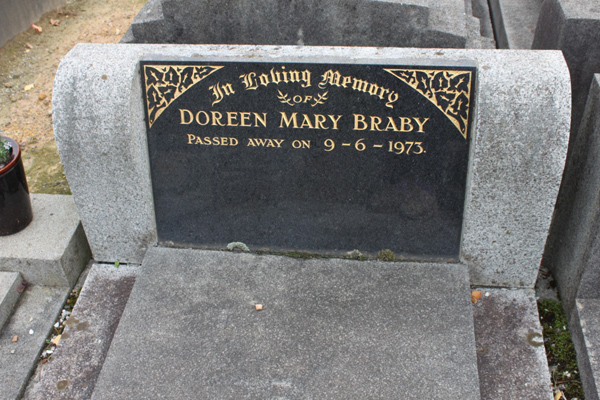 In Loving Memory
OF
DOREEN MARY BRABY
PASSED AWAY ON 9-6-1973.